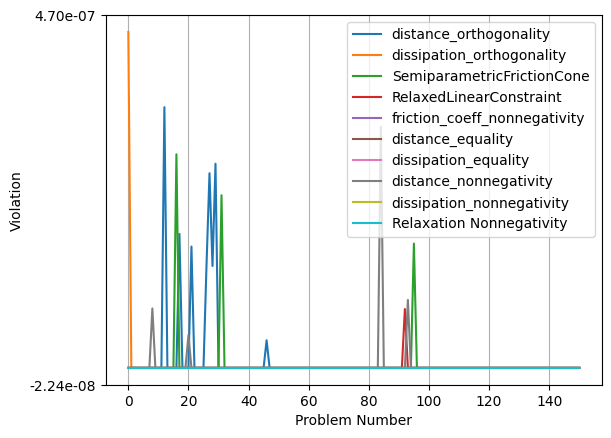 4.70e-07
distance_orthogonality
dissipation_orthogonality
SemiparametricFrictionCone
RelaxedLinearConstraint
friction_coeff_nonnegativity
distance_equality
dissipation_equality
distance_nonnegativity
dissipation_nonnegativity
Relaxation Nonnegativity
Violation
-2.24e-08
0 20 40 60 80 100 120 140
Problem Number